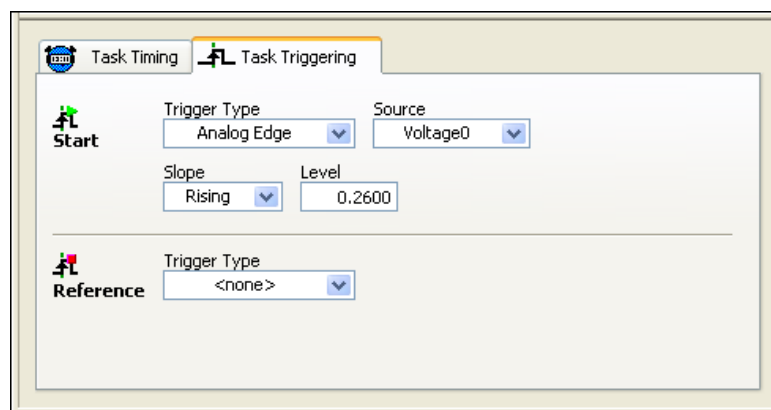 Task Timing Task Triggering
Trigger Type Source
Start Analog Edge Voltage0
Slope Level
Rising 0.2600
Trigger Type
Reference <none>